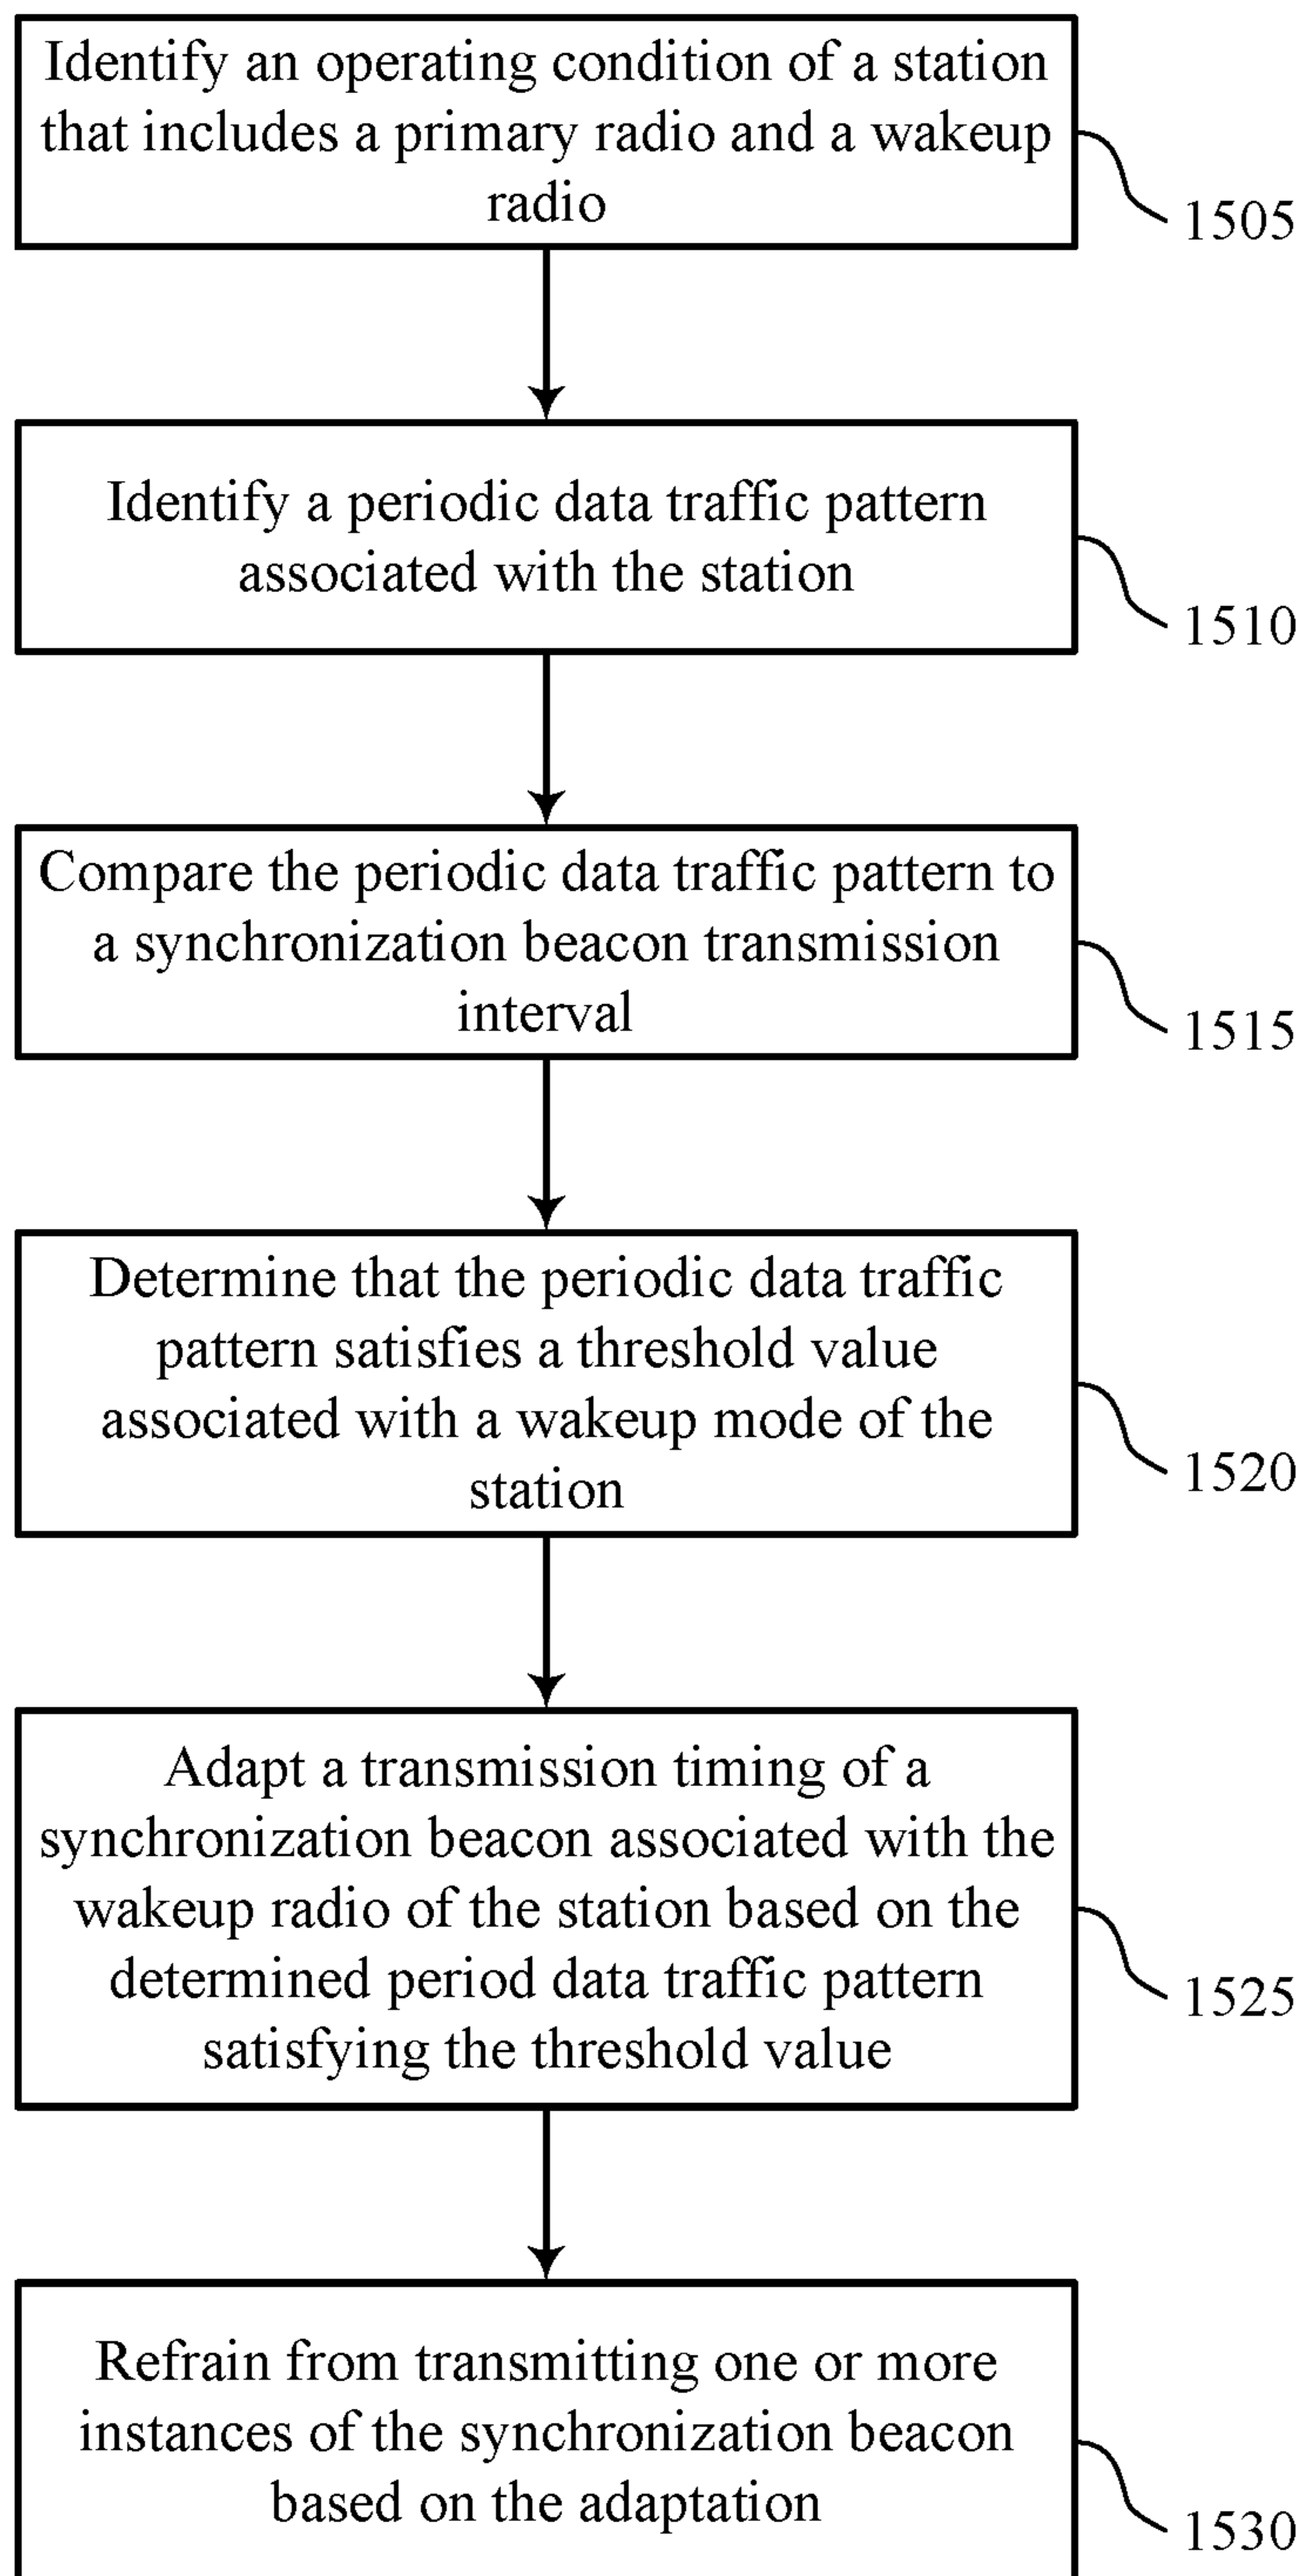 Identify an operating condition of a station
that includes a primary radio and a wakeup
radio
1505
Identify a periodic data traffic pattern
associated with the station
1510
Compare the periodic data traffic pattern to
a synchronization beacon transmission
interval
1515
Determine that the periodic data traffic
pattern satisfies a threshold value
associated with a wakeup mode of the
station
1520
Adapt a transmission timing of a
synchronization beacon associated with the
wakeup radio of the station based on the
determined period data traffic pattern
satisfying the threshold value
1525
Refrain from transmitting one or more
instances of the synchronization beacon
based on the adaptation
1530